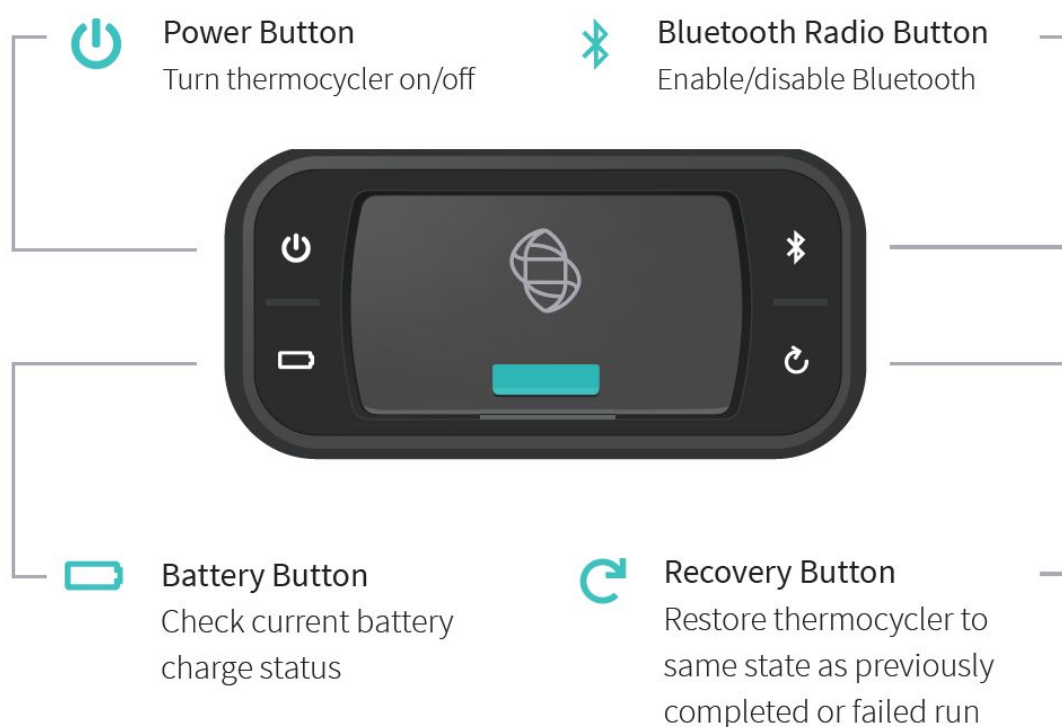 Power Button
Turn thermocycler on/off
Bluetooth Radio Button
Enable/disable Bluetooth
Battery Button
Check current battery
charge status
Recovery Button
Restore thermocycler to
same state as previously
completed or failed run